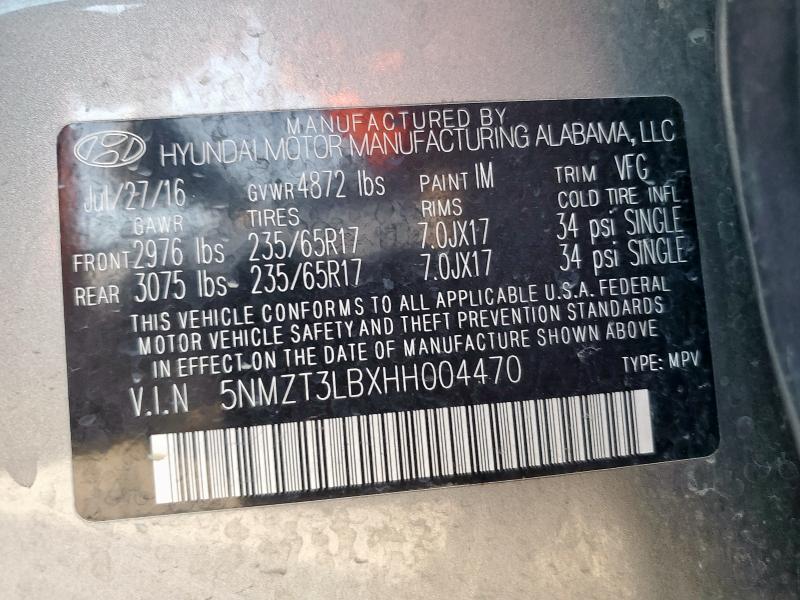 MANUFACTURED BY
HYUNDAI MOTOR MANUFACTURING ALABAMA, LLC
Jul/27/16 GVWR 4872 lbs PAINT IM TRIM VFG
GAWR TIRES RIMS COLD TIRE INFL
FRONT 2976 lbs 235/65R17 7.0JX17 34 psi SINGLE
REAR 3075 lbs 235/65R17 7.0JX17 34 psi SINGLE
THIS VEHICLE CONFORMS TO ALL APPLICABLE U.S.A. FEDERAL
MOTOR VEHICLE SAFETY AND THEFT PREVENTION STANDARDS
IN EFFECT ON THE DATE OF MANUFACTURE SHOWN ABOVE
V.I.N 5NMZT3LBXHH004470 TYPE: MPV